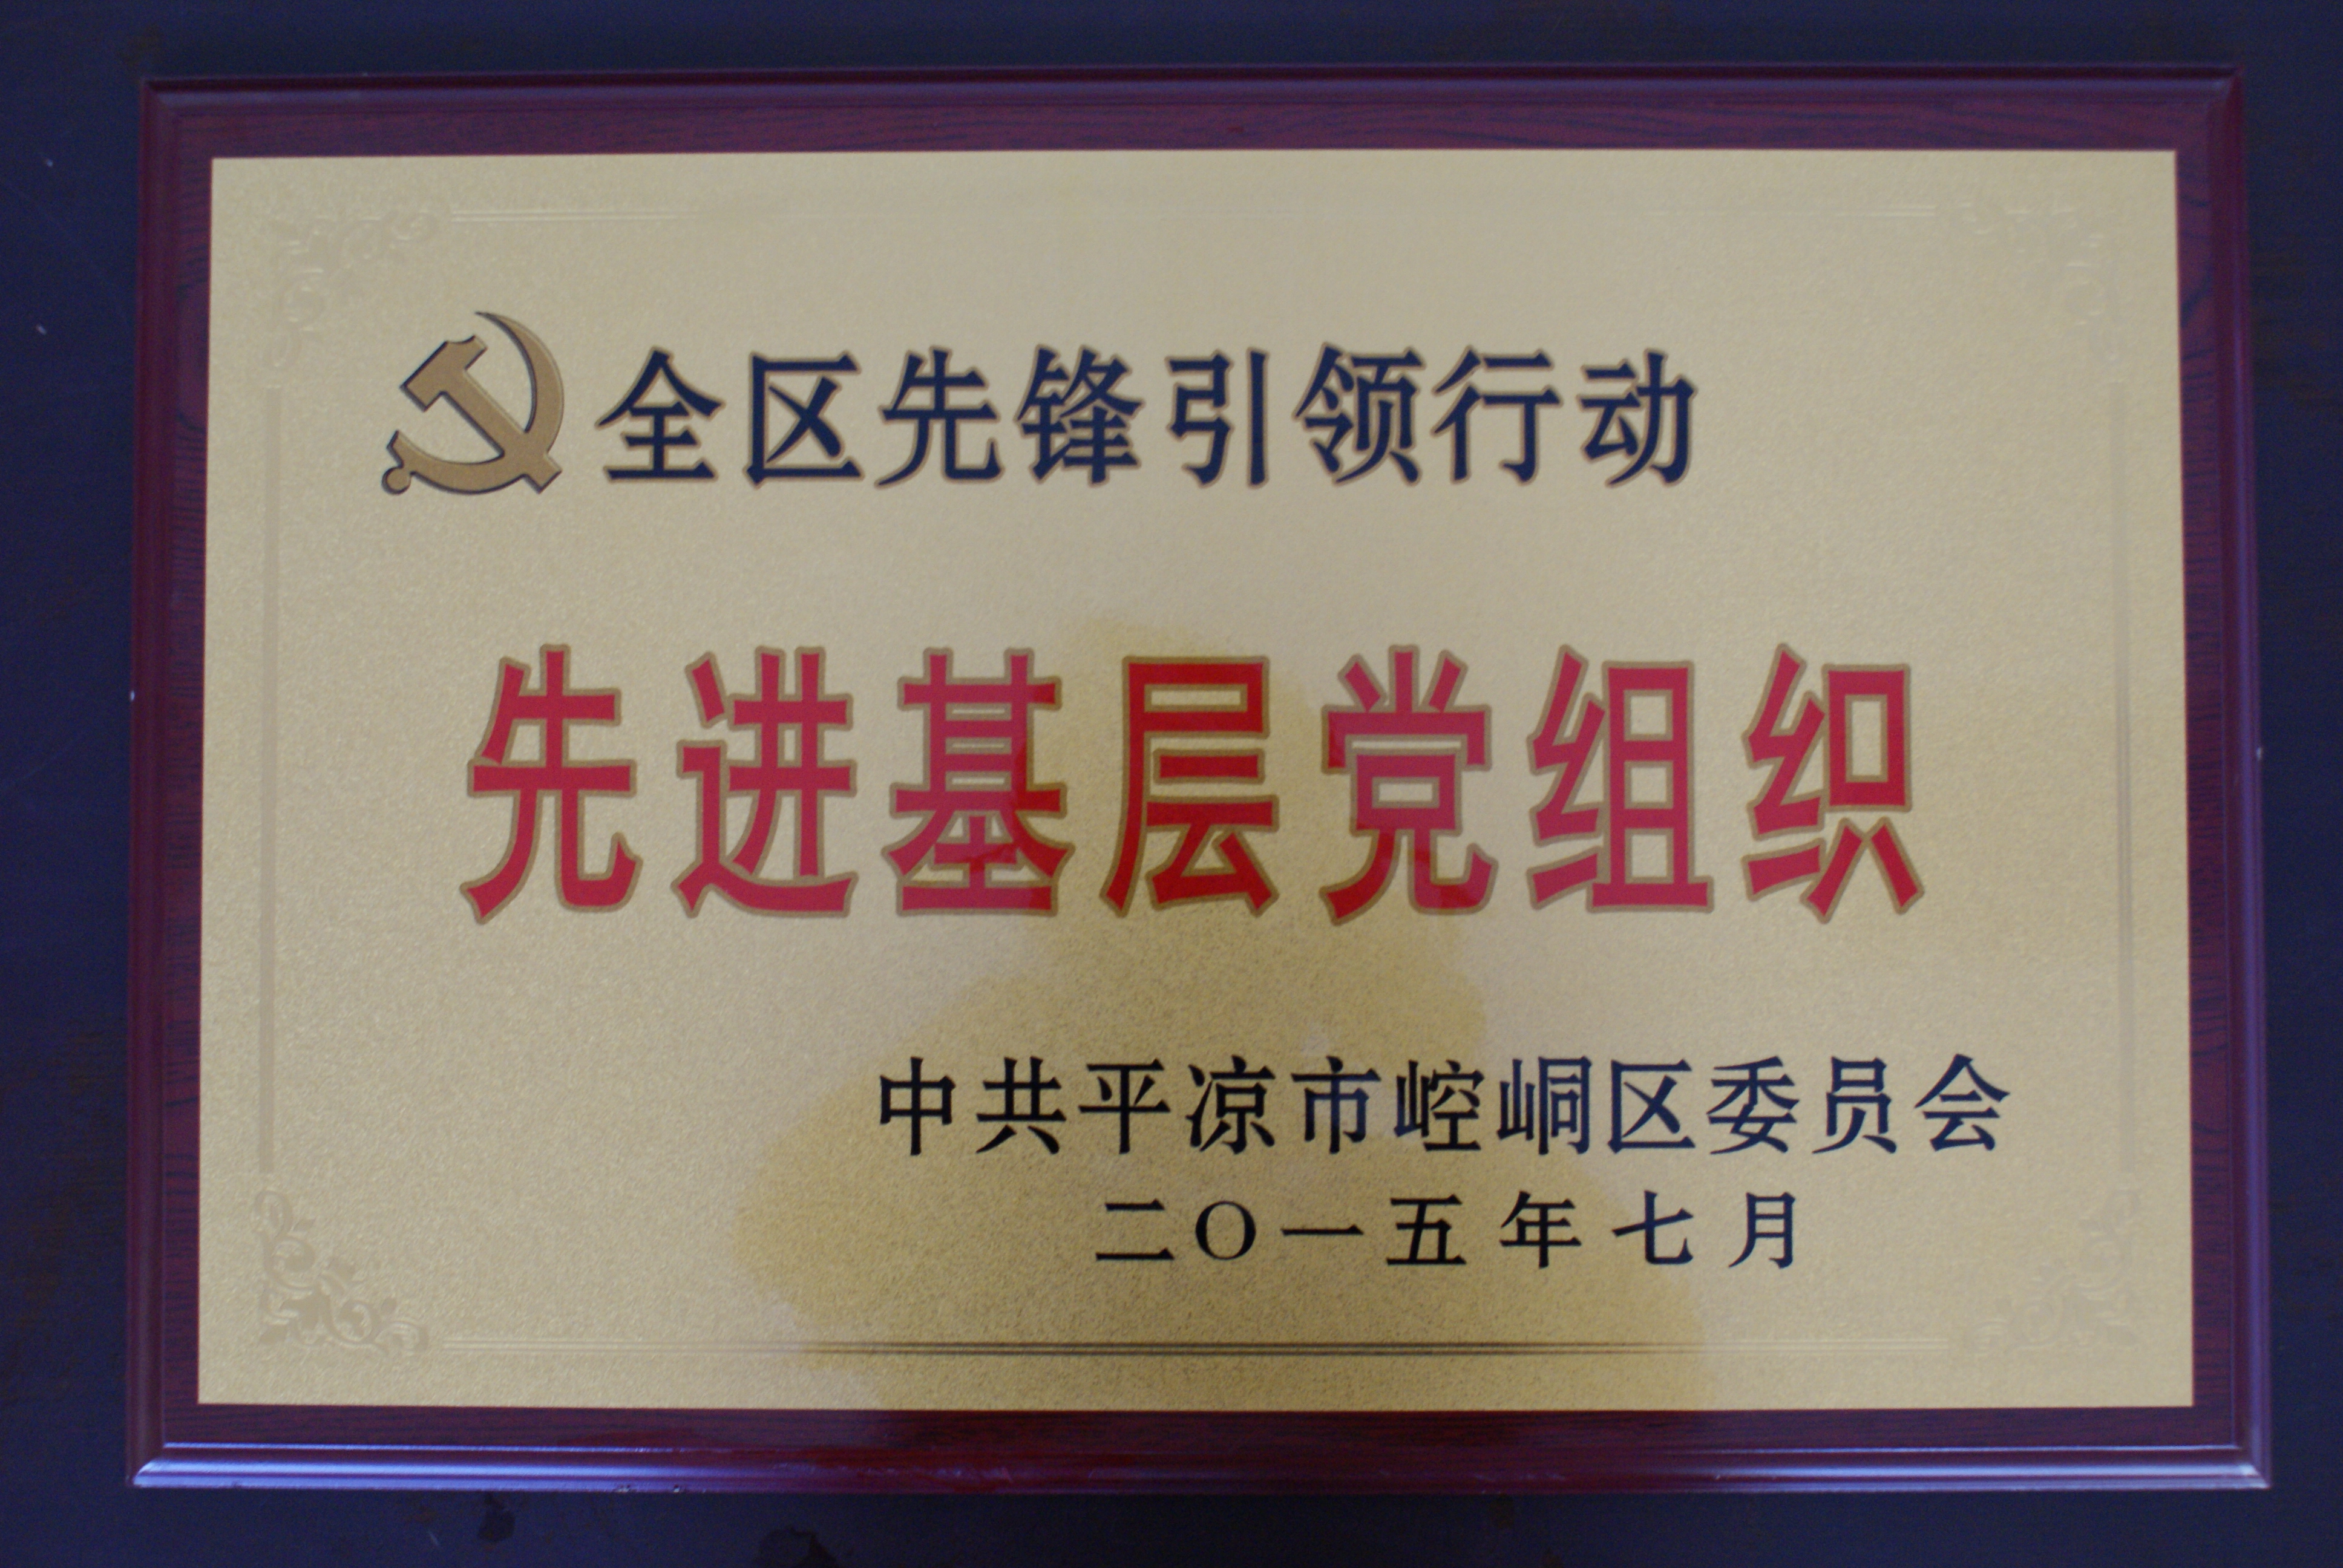 全区先锋引领行动
先进基层党组织
中共平凉市崆峒区委员会
二〇一五年七月